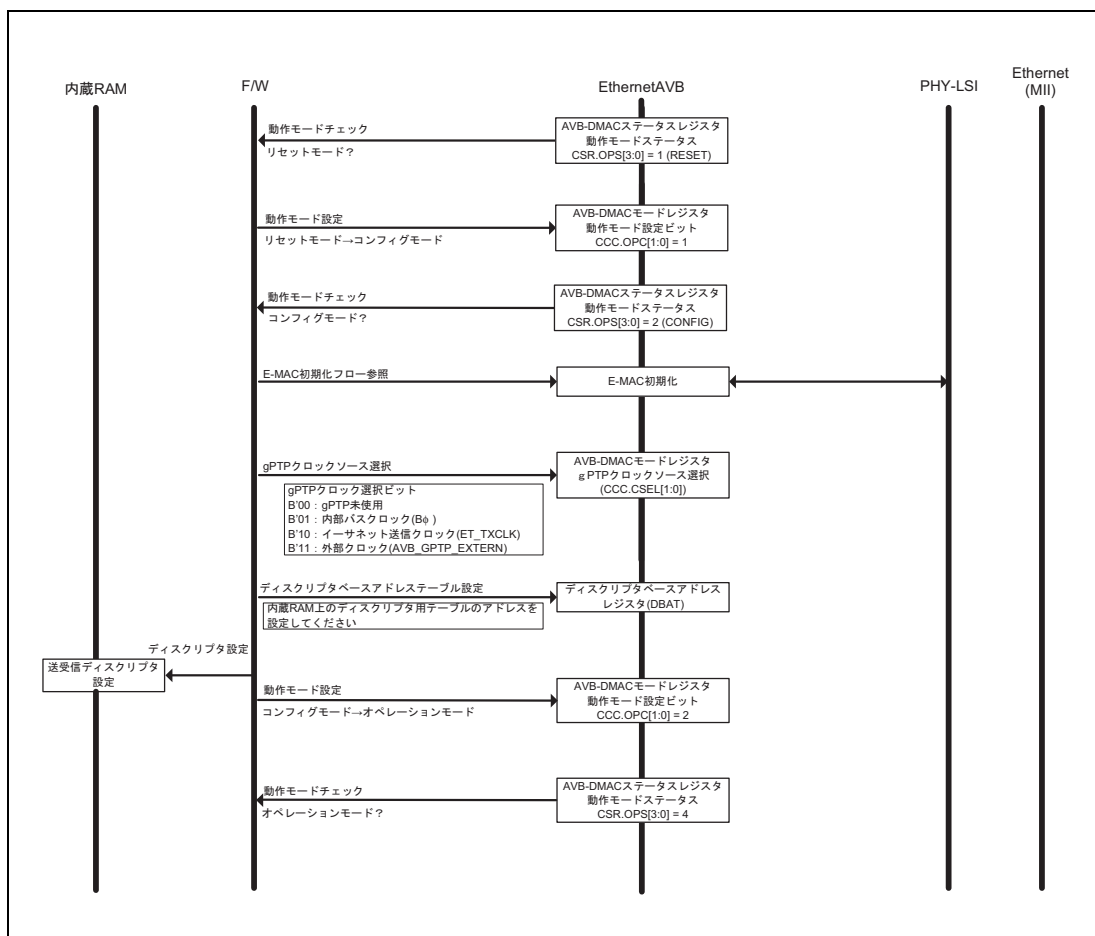 内蔵RAM
F/W
EthernetAVB
PHY-LSI
Ethernet
(MII)
動作モードチェック
リセットモード？
AVB-DMACステータスレジスタ
動作モードステータス
CSR.OPS[3:0] = 1 (RESET)
動作モード設定
リセットモード→コンフィグモード
AVB-DMACモードレジスタ
動作モード設定ビット
CCC.OPC[1:0] = 1
動作モードチェック
コンフィグモード？
AVB-DMACステータスレジスタ
動作モードステータス
CSR.OPS[3:0] = 2 (CONFIG)
E-MAC初期化フロー参照
E-MAC初期化
gPTPクロックソース選択
gPTPクロック選択ビット
B'00：gPTP未使用
B'01：内部バスクロック(Bφ )
B'10：イーサネット送信クロック(ET_TXCLK)
B'11：外部クロック(AVB_GPTP_EXTERN)
AVB-DMACモードレジスタ
ｇPTPクロックソース選択
(CCC.CSEL[1:0])
ディスクリプタベースアドレステーブル設定
内蔵RAM上のディスクリプタ用テーブルのアドレスを
設定してください
ディスクリプタベースアドレス
レジスタ(DBAT)
ディスクリプタ設定
送受信ディスクリプタ
設定
動作モード設定
コンフィグモード→オペレーションモード
AVB-DMACモードレジスタ
動作モード設定ビット
CCC.OPC[1:0] = 2
動作モードチェック
オペレーションモード？
AVB-DMACステータスレジスタ
動作モードステータス
CSR.OPS[3:0] = 4